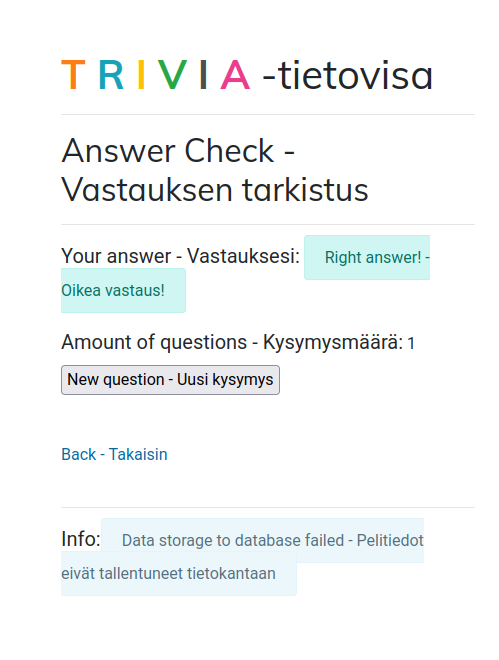 T R I V I A -tietovisa
Answer Check -
Vastauksen tarkistus
Your answer - Vastauksesi: Right answer! -
Oikea vastaus!
Amount of questions - Kysymysmäärä: 1
New question - Uusi kysymys
Back - Takaisin
Info: Data storage to database failed - Pelitiedot
eivät tallentuneet tietokantaan